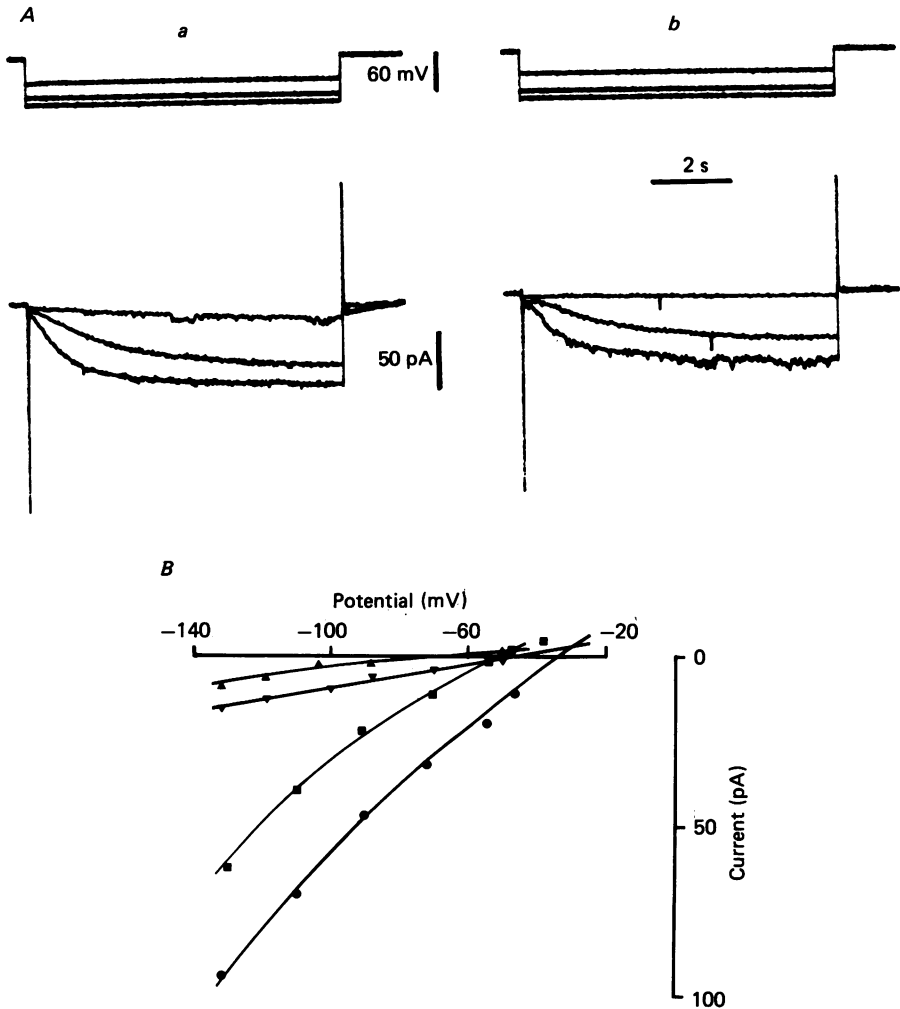 A
a
b
60 mV
2 s
50 pA
B
Potential (mV)
−140
−100
−60
−20
0
50
100
Current (pA)